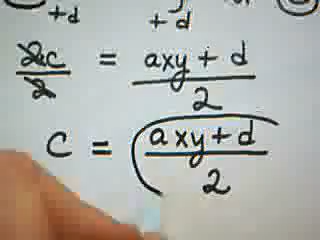 +d +d
2c/2 = axy + d/2
c = axy + d/2